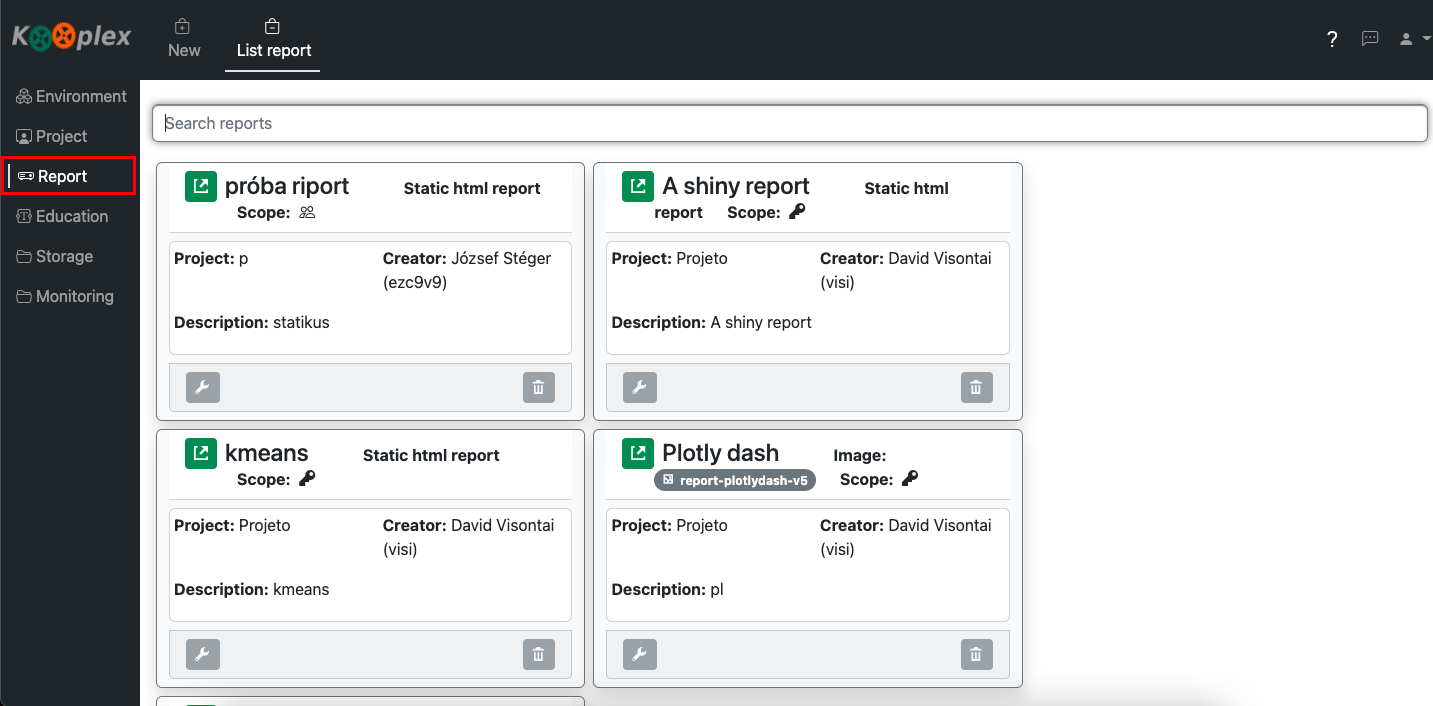 Kooplex
New
List report
?
Environment
Project
Report
Education
Storage
Monitoring
Search reports
próba riport Static html report
Scope:
Project: p Creator: József Stéger
(ezc9v9)
Description: statikus
A shiny report Static html
report Scope:
Project: Projeto Creator: David Visontai
(visi)
Description: A shiny report
kmeans Static html report
Scope:
Project: Projeto Creator: David Visontai
(visi)
Description: kmeans
Plotly dash Image:
report-plotlydash-v5 Scope:
Project: Projeto Creator: David Visontai
(visi)
Description: pl